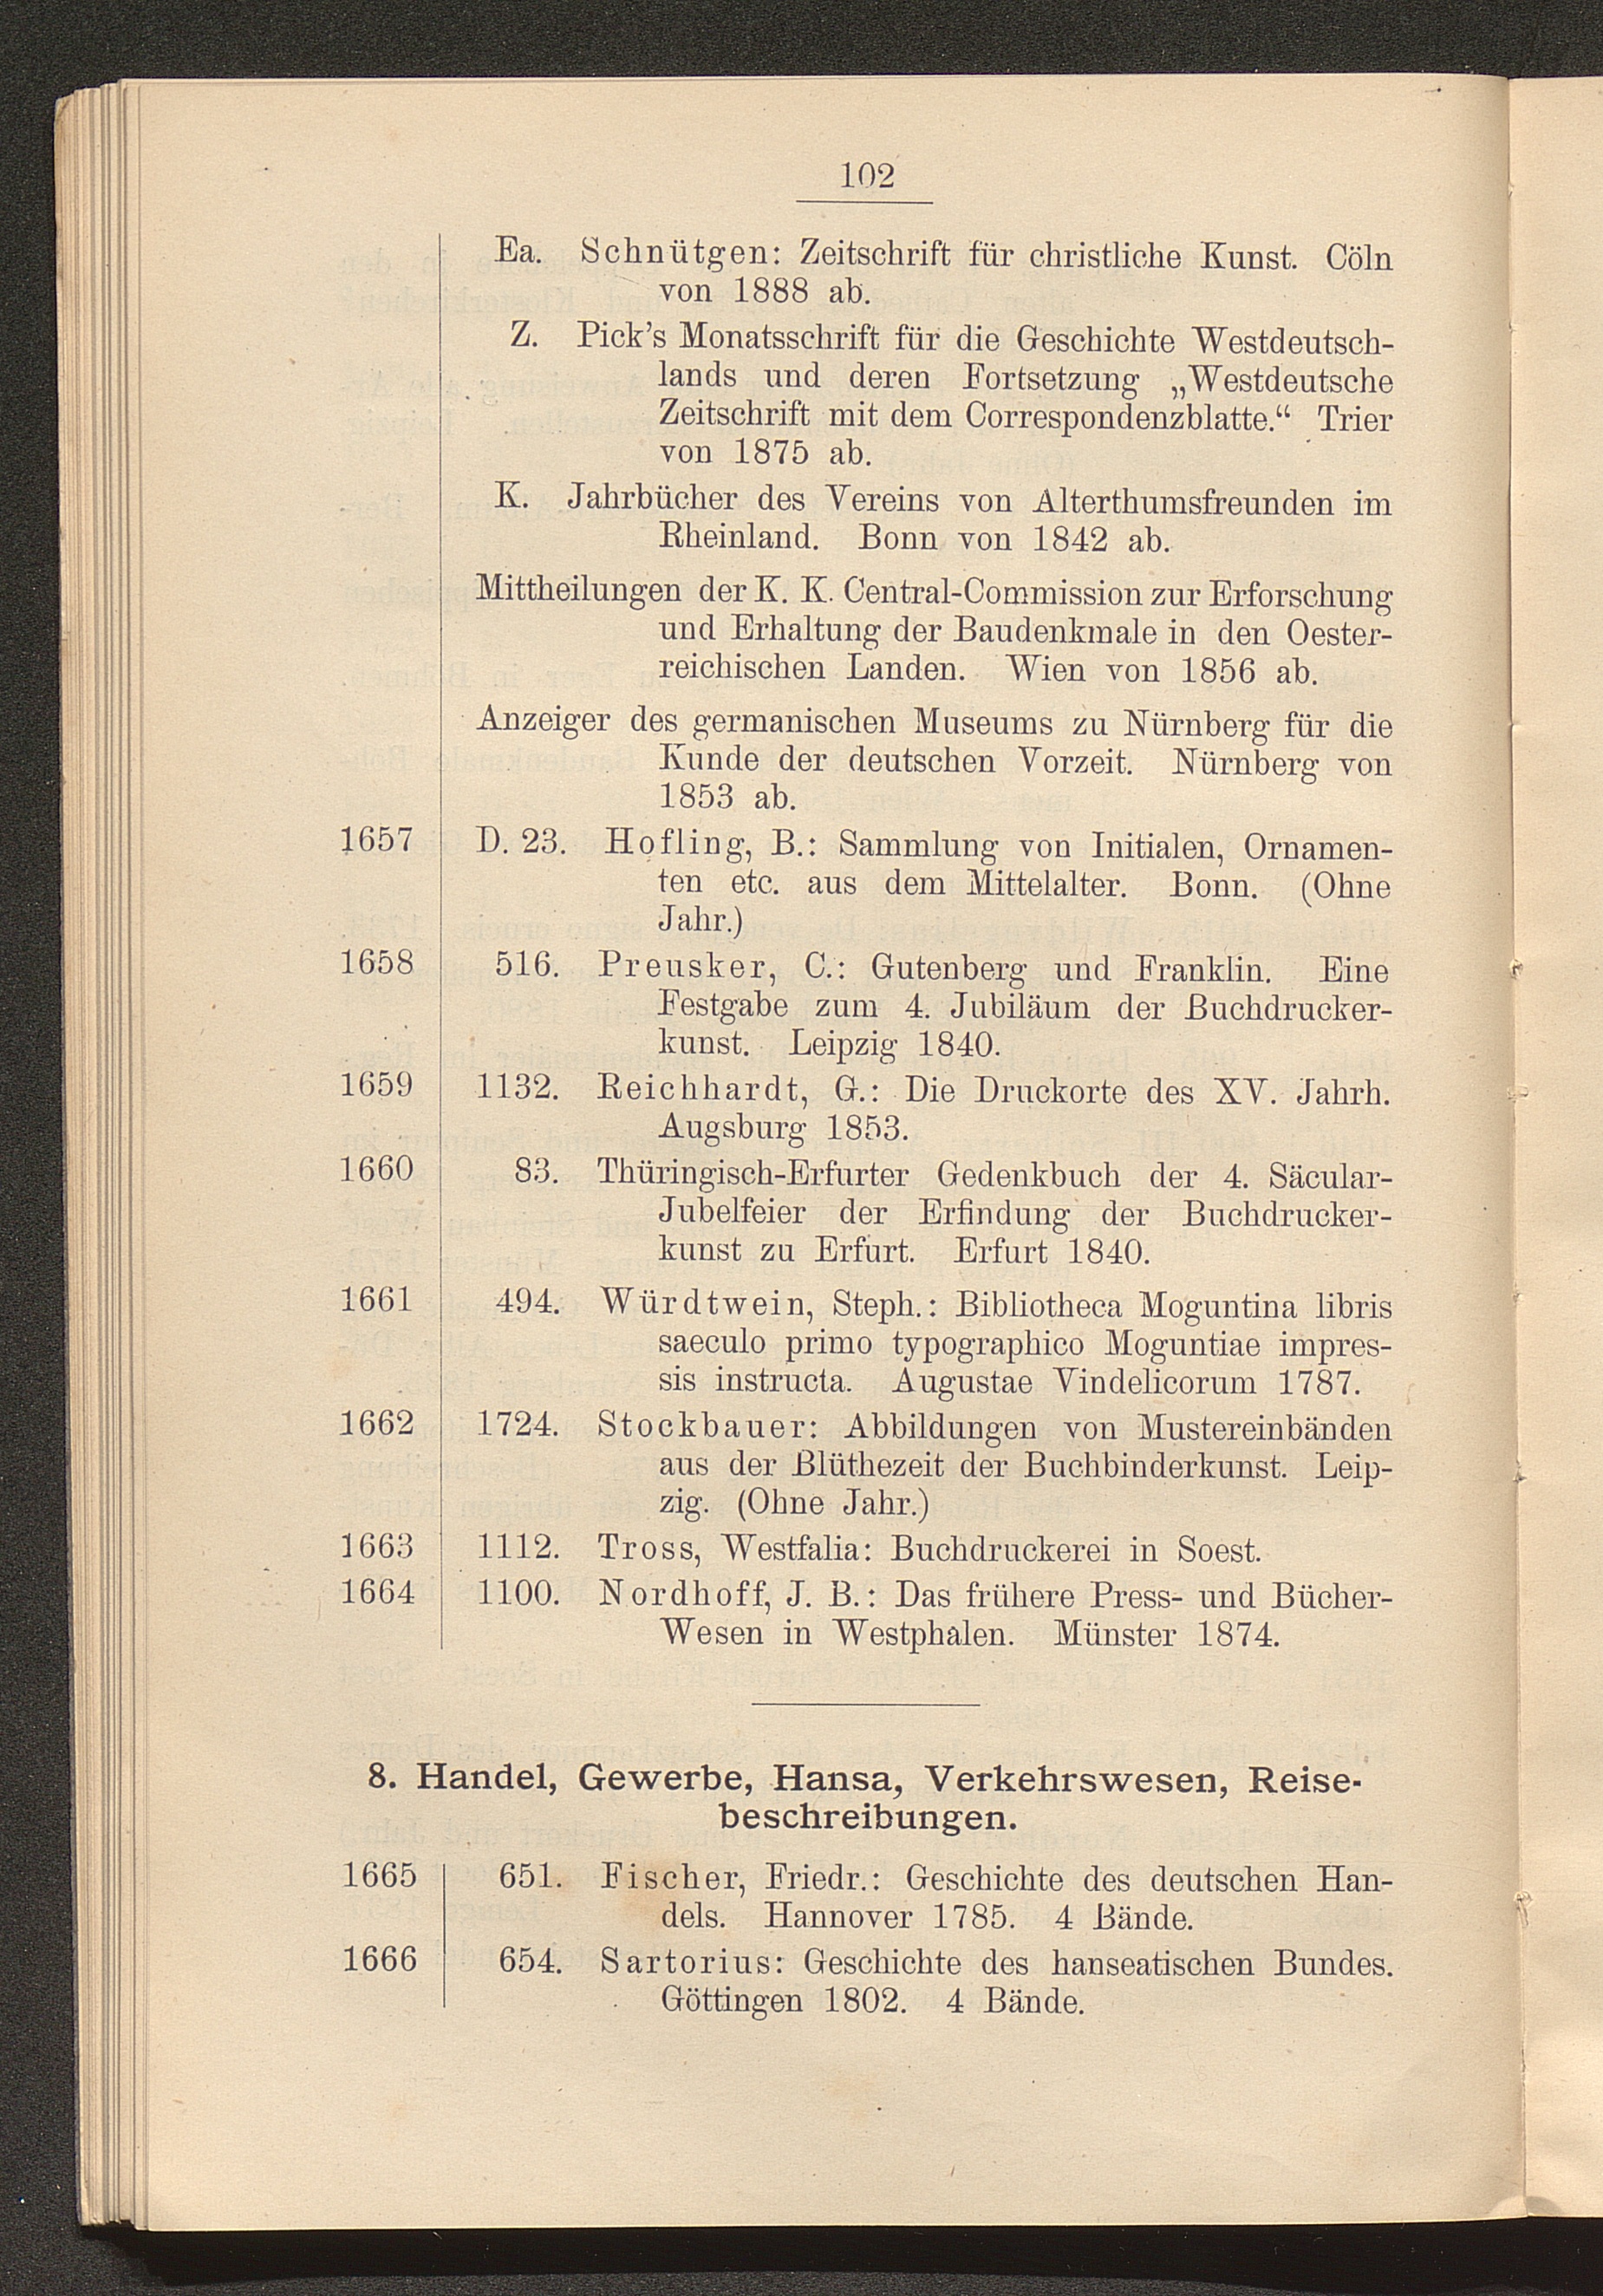 102
Ea. Schnütgen: Zeitschrift für christliche Kunst. Cöln
von 1888 ab.
Z. Pick's Monatsschrift für die Geschichte Westdeutsch-
lands und deren Fortsetzung „Westdeutsche
Zeitschrift mit dem Correspondenzblatte.“ Trier
von 1875 ab.
K. Jahrbücher des Vereins von Alterthumsfreunden im
Rheinland. Bonn von 1842 ab.
Mittheilungen der K. K. Central-Commission zur Erforschung
und Erhaltung der Baudenkmale in den Oester-
reichischen Landen. Wien von 1856 ab.
Anzeiger des germanischen Museums zu Nürnberg für die
Kunde der deutschen Vorzeit. Nürnberg von
1853 ab.
1657 D. 23. Hofling, B.: Sammlung von Initialen, Ornamen-
ten etc. aus dem Mittelalter. Bonn. (Ohne
Jahr.)
1658 516. Preusker, C.: Gutenberg und Franklin. Eine
Festgabe zum 4. Jubiläum der Buchdrucker-
kunst. Leipzig 1840.
1659 1132. Reichhardt, G.: Die Druckorte des XV. Jahrh.
Augsburg 1853.
1660 83. Thüringisch-Erfurter Gedenkbuch der 4. Säcular-
Jubelfeier der Erfindung der Buchdrucker-
kunst zu Erfurt. Erfurt 1840.
1661 494. Würdtwein, Steph.: Bibliotheca Moguntina libris
saeculo primo typographico Moguntiae impres-
sis instructa. Augustae Vindelicorum 1787.
1662 1724. Stockbauer: Abbildungen von Mustereinbänden
aus der Blüthezeit der Buchbinderkunst. Leip-
zig. (Ohne Jahr.)
1663 1112. Tross, Westfalia: Buchdruckerei in Soest.
1664 1100. Nordhoff, J. B.: Das frühere Press- und Bücher-
Wesen in Westphalen. Münster 1874.
8. Handel, Gewerbe, Hansa, Verkehrswesen, Reise-
beschreibungen.
1665 651. Fischer, Friedr.: Geschichte des deutschen Han-
dels. Hannover 1785. 4 Bände.
1666 654. Sartorius: Geschichte des hanseatischen Bundes.
Göttingen 1802. 4 Bände.